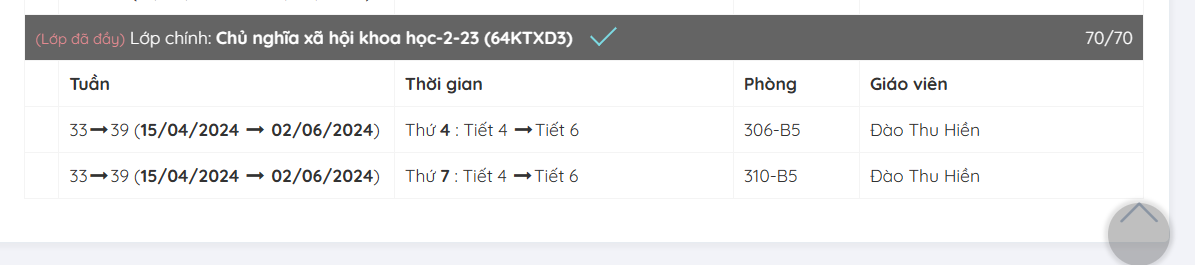 (Lớp đã đầy) Lớp chính: Chủ nghĩa xã hội khoa học-2-23 (64KTXD3) 70/70
Tuần Thời gian Phòng Giáo viên
33→39 (15/04/2024 → 02/06/2024) Thứ 4 : Tiết 4 →Tiết 6 306-B5 Đào Thu Hiền
33→39 (15/04/2024 → 02/06/2024) Thứ 7 : Tiết 4 →Tiết 6 310-B5 Đào Thu Hiền